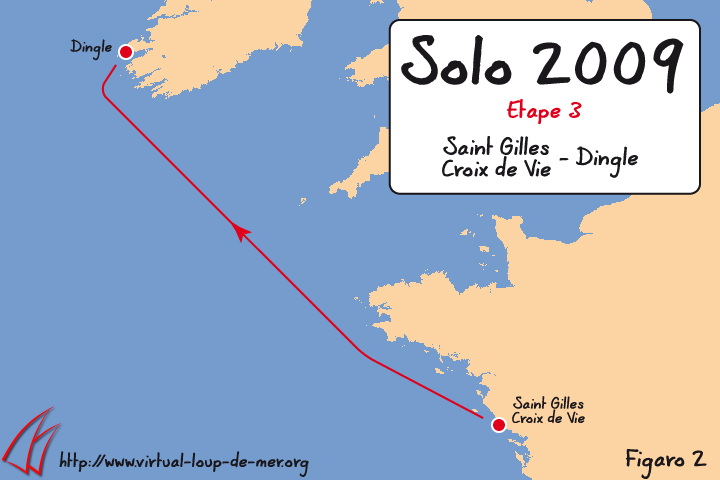 Dingle
Solo 2009
Etape 3
Saint Gilles
Croix de Vie - Dingle
Saint Gilles
Croix de Vie
http://www.virtual-loup-de-mer.org
Figaro 2